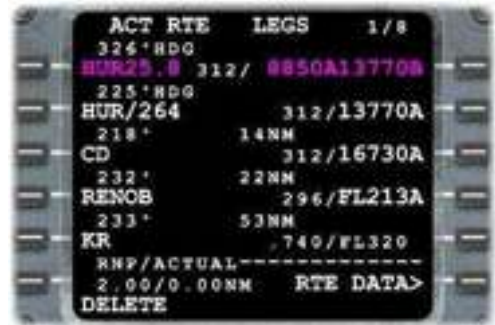 ACT RTE LEGS 1/8
326°HDG
HUR25.8 312/ 8850A13770B
225°HDG
HUR/264 312/13770A
218° 14NM
CD 312/16730A
232° 22NM
RENOB 296/FL213A
233° 53NM
KR .740/FL320
RNP/ACTUAL--------------
2.00/0.00NM RTE DATA>
DELETE